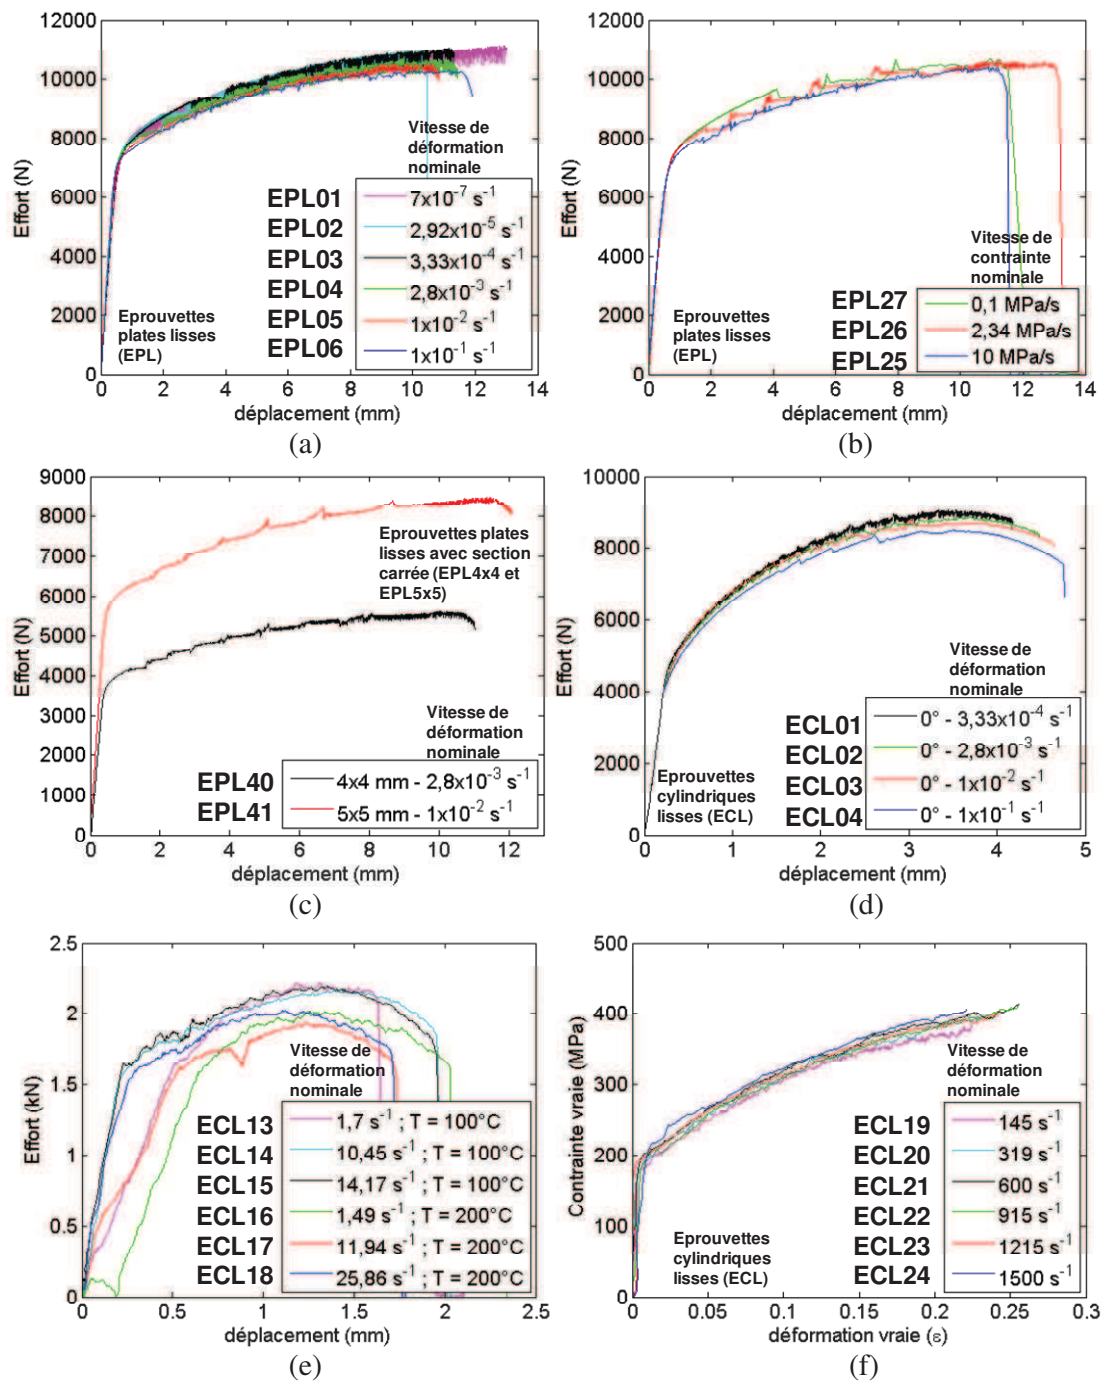 12000
10000
8000
6000
4000
2000
0
Effort (N)
0 2 4 6 8 10 12 14
déplacement (mm)
Vitesse de
déformation
nominale
EPL01 7x10⁻⁷ s⁻¹
EPL02 2,92x10⁻⁵ s⁻¹
EPL03 3,33x10⁻⁴ s⁻¹
EPL04 2,8x10⁻³ s⁻¹
EPL05 1x10⁻² s⁻¹
EPL06 1x10⁻¹ s⁻¹
Eprouvettes
plates lisses
(EPL)
(a)
12000
10000
8000
6000
4000
2000
0
Effort (N)
0 2 4 6 8 10 12 14
déplacement (mm)
Vitesse de
contrainte
nominale
EPL27 0,1 MPa/s
EPL26 2,34 MPa/s
EPL25 10 MPa/s
Eprouvettes
plates lisses
(EPL)
(b)
9000
8000
7000
6000
5000
4000
3000
2000
1000
0
Effort (N)
0 2 4 6 8 10 12
déplacement (mm)
Eprouvettes plates
lisses avec section
carrée (EPL4x4 et
EPL5x5)
Vitesse de
déformation
nominale
EPL40 4x4 mm - 2,8x10⁻³ s⁻¹
EPL41 5x5 mm - 1x10⁻² s⁻¹
(c)
10000
8000
6000
4000
2000
0
Effort (N)
0 1 2 3 4 5
déplacement (mm)
Vitesse de
déformation
nominale
ECL01 0° - 3,33x10⁻⁴ s⁻¹
ECL02 0° - 2,8x10⁻³ s⁻¹
ECL03 0° - 1x10⁻² s⁻¹
ECL04 0° - 1x10⁻¹ s⁻¹
Eprouvettes
cylindriques
lisses (ECL)
(d)
2.5
2
1.5
1
0.5
0
Effort (kN)
0 0.5 1 1.5 2 2.5
déplacement (mm)
Vitesse de
déformation
nominale
ECL13 1,7 s⁻¹ ; T = 100°C
ECL14 10,45 s⁻¹ ; T = 100°C
ECL15 14,17 s⁻¹ ; T = 100°C
ECL16 1,49 s⁻¹ ; T = 200°C
ECL17 11,94 s⁻¹ ; T = 200°C
ECL18 25,86 s⁻¹ ; T = 200°C
(e)
500
400
300
200
100
0
Contrainte vraie (MPa)
0 0.05 0.1 0.15 0.2 0.25 0.3
déformation vraie (ε)
Vitesse de
déformation
nominale
ECL19 145 s⁻¹
ECL20 319 s⁻¹
ECL21 600 s⁻¹
ECL22 915 s⁻¹
ECL23 1215 s⁻¹
ECL24 1500 s⁻¹
Eprouvettes
cylindriques
lisses (ECL)
(f)